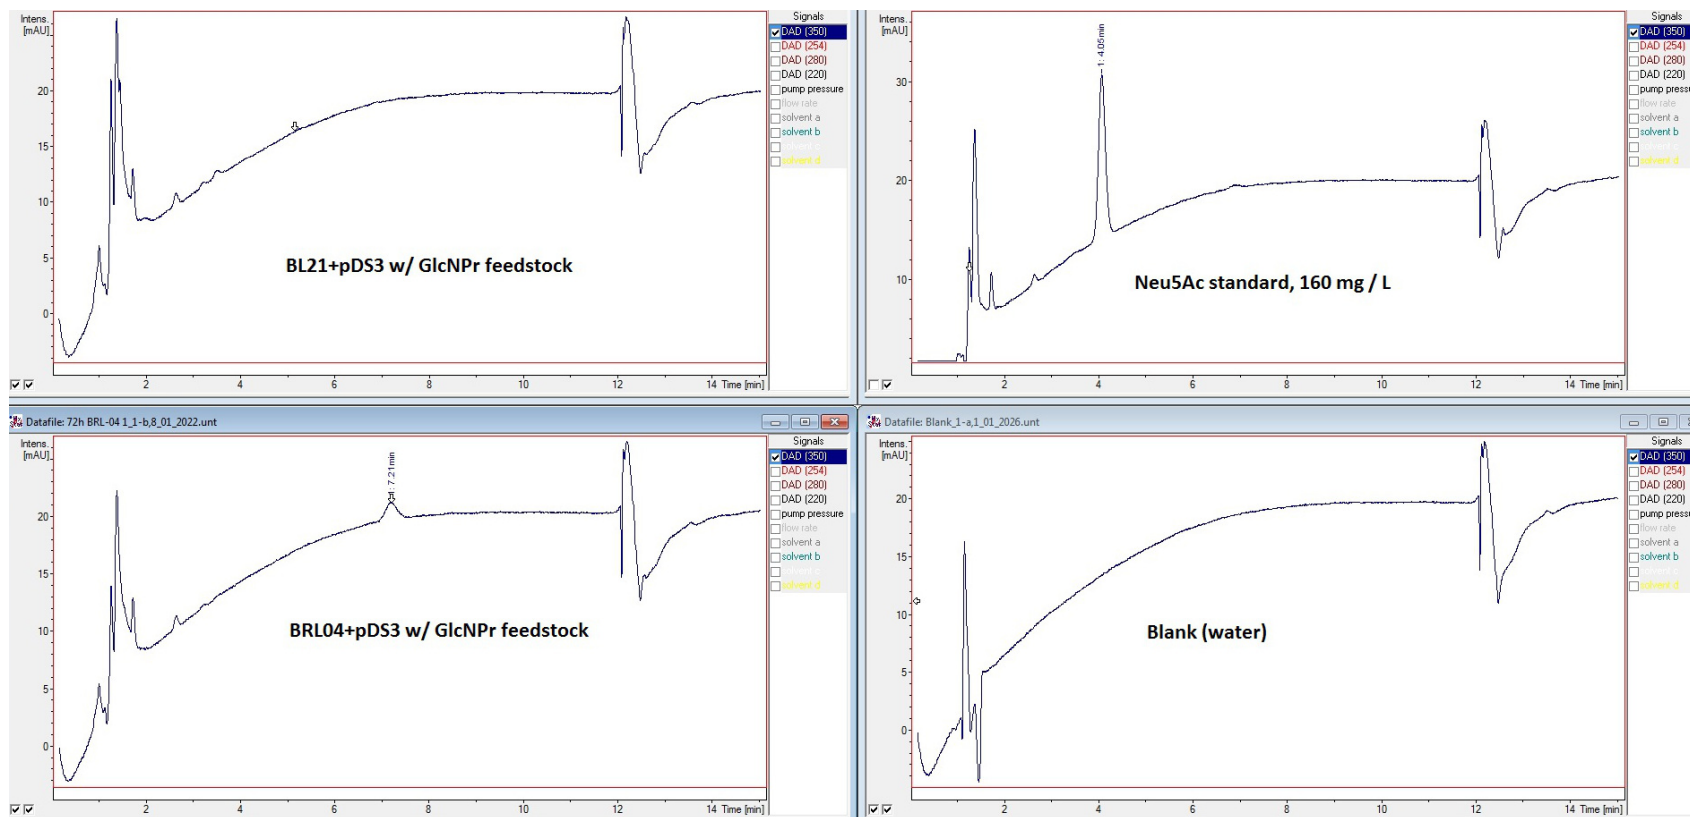 Intens.
[mAU]
20
15
10
5
0
2
4
6
8
10
12
14
Time [min]
BL21+pDS3 w/ GlcNPr feedstock
Signals
DAD (350)
DAD (254)
DAD (280)
DAD (220)
pump pressure
flow rate
solvent a
solvent b
solvent c
solvent d
Intens.
[mAU]
30
20
10
1: 4.05min
2
4
6
8
10
12
14
Time [min]
Neu5Ac standard, 160 mg / L
Signals
DAD (350)
DAD (254)
DAD (280)
DAD (220)
pump pressu
flow rate
solvent a
solvent b
solvent d
Datafile: 72h BRL-04 1_1-b,8_01_2022.unt
Intens.
[mAU]
20
15
10
5
0
7.21min
2
4
6
8
10
12
14
Time [min]
BRL04+pDS3 w/ GlcNPr feedstock
Signals
DAD (350)
DAD (254)
DAD (280)
DAD (220)
pump pressure
flow rate
solvent a
solvent b
solvent d
Datafile: Blank_1-a,1_01_2026.unt
Intens.
[mAU]
20
15
10
5
0
2
4
6
8
10
12
14
Time [min]
Blank (water)
Signals
DAD (350)
DAD (254)
DAD (280)
DAD (220)
pump pressu
flow rate
solvent a
solvent b
solvent d